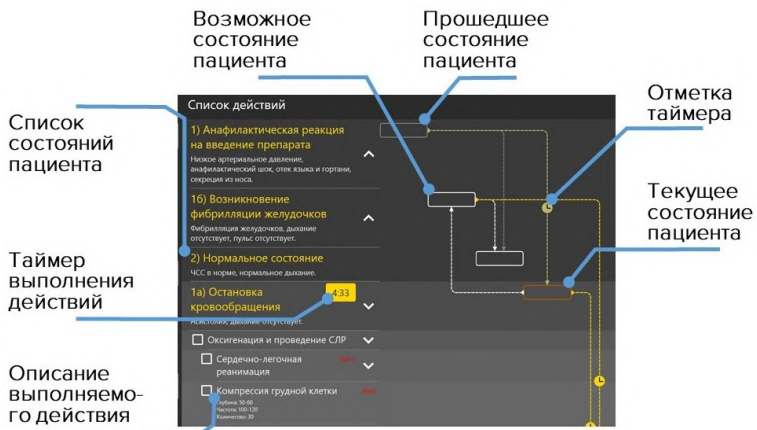 Возможное
состояние
пациента
Прошедшее
состояние
пациента
Отметка
таймера
Список
состояний
пациента
Текущее
состояние
пациента
Таймер
выполнения
действий
Описание
выполняемо-
го действия
Список действий
1) Анафилактическая реакция
на введение препарата
Низкое артериальное давление,
анафилактический шок, отек языка и гортани,
секреция из носа.
1б) Возникновение
фибрилляции желудочков
Фибрилляция желудочков, дыхание
отсутствует, пульс отсутствует.
2) Нормальное состояние
ЧСС в норме, нормальное дыхание.
1а) Остановка
4:33
кровообращения
Асистолия, дыхание отсутствует.
Оксигенация и проведение СЛР
Сердечно-легочная
реанимация
Компрессия грудной клетки
Глубина: 50-60
Частота: 100-120
Количество: 30